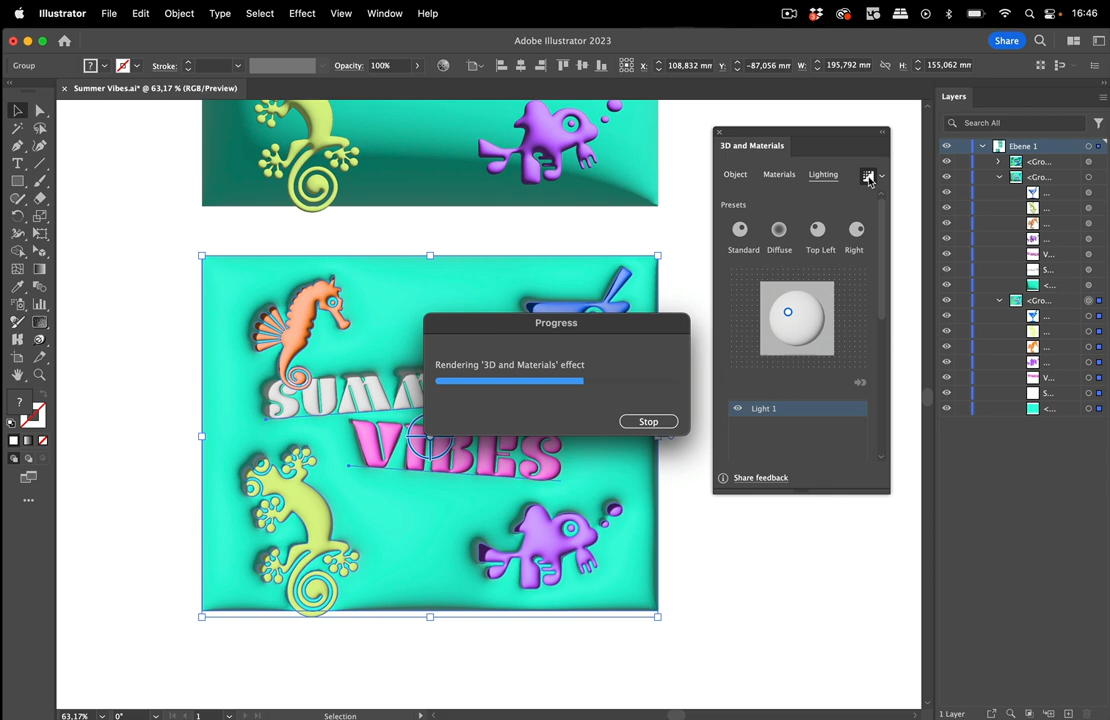 Illustrator File Edit Object Type Select Effect View Window Help 16:46
Adobe Illustrator 2023 Share
Group ? Stroke: Opacity: 100% X: 108,832 mm Y: -87,056 mm W: 195,792 mm H: 155,062 mm
× Summer Vibes.ai* @ 63,17 % (RGB/Preview)
Layers
Search All
Ebene 1
<Gro...
<Gro...
...
...
...
...
V...
S...
<...
<Gro...
...
...
...
...
V...
S...
<...
3D and Materials
Object Materials Lighting
Presets
Standard Diffuse Top Left Right
Light 1
Share feedback
Progress
Rendering '3D and Materials' effect
Stop
SUMM
VIBES
?
63,17% 0° 1 Selection 1 Layer